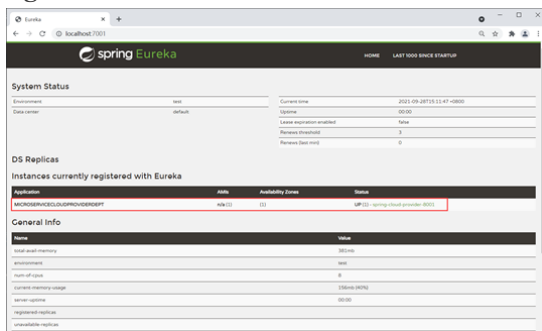 Eureka
localhost:7001
spring Eureka
HOME LAST 1000 SINCE STARTUP
System Status
Environment test
Data center default
Current time 2021-09-28T15:11:47 +0800
Uptime 00:00
Lease expiration enabled false
Renews threshold 3
Renews (last min) 0
DS Replicas
Instances currently registered with Eureka
Application AMIs Availability Zones Status
MICROSERVICECLOUDPROVIDERDEPT n/a (1) (1) UP (1) - spring-cloud-provider-8001
General Info
Name Value
total-avail-memory 381mb
environment test
num-of-cpus 8
current-memory-usage 156mb (40%)
server-uptime 00:00
registered-replicas
unavailable-replicas